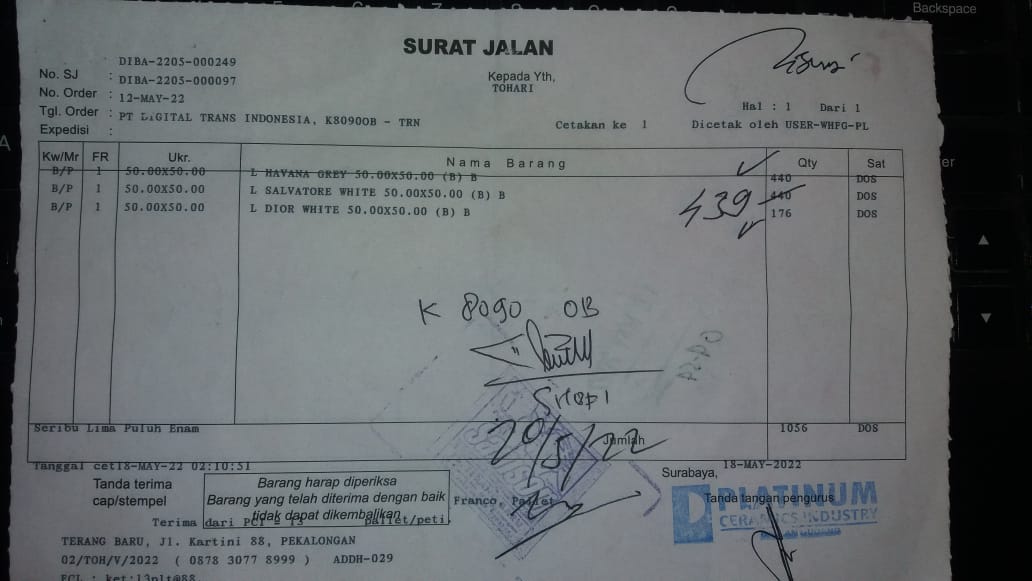 Backspace
SURAT JALAN
DIBA-2205-000249
No. SJ : DIBA-2205-000097
No. Order : 12-MAY-22
Tgl. Order : PT DIGITAL TRANS INDONESIA, K8090OB - TRN
Expedisi :
Kepada Yth,
TOHARI
Hal : 1 Dari 1
Cetakan ke 1 Dicetak oleh USER-WHFG-PL
Kw/Mr FR Ukr. Nama Barang Qty Sat
B/P 1 50.00X50.00 L HAVANA GREY 50.00X50.00 (B) B 440 DOS
B/P 1 50.00X50.00 L SALVATORE WHITE 50.00X50.00 (B) B 440 DOS
439
B/P 1 50.00X50.00 L DIOR WHITE 50.00X50.00 (B) B 176 DOS
K 8090 OB
20/5/22
Seribu Lima Puluh Enam Jumlah 1056 DOS
Tanggal cet18-MAY-22 02:10:51
Surabaya, 18-MAY-2022
Tanda terima
cap/stempel
Barang harap diperiksa
Barang yang telah diterima dengan baik
tidak dapat dikembalikan
Franco, Pallet
Tanda tangan pengurus
PLATINUM
CERAMICS INDUSTRY
Terima dari PCI = 13 pallet/peti.
TERANG BARU, Jl. Kartini 88, PEKALONGAN
02/TOH/V/2022 ( 0878 3077 8999 ) ADDH-029
PCL : ket:13plt@88